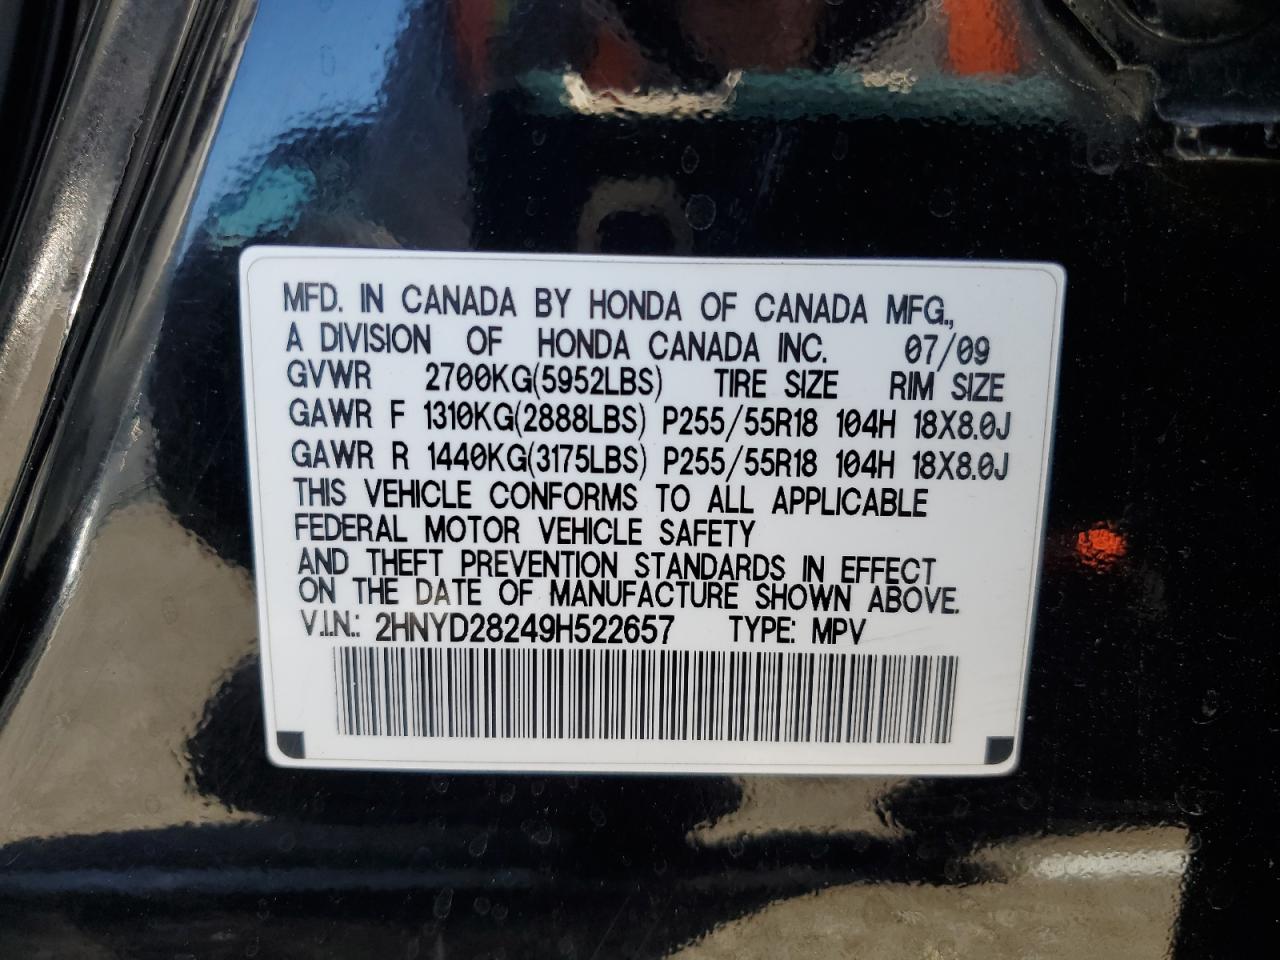 MFD. IN CANADA BY HONDA OF CANADA MFG.,
A DIVISION OF HONDA CANADA INC. 07/09
GVWR 2700KG(5952LBS) TIRE SIZE RIM SIZE
GAWR F 1310KG(2888LBS) P255/55R18 104H 18X8.0J
GAWR R 1440KG(3175LBS) P255/55R18 104H 18X8.0J
THIS VEHICLE CONFORMS TO ALL APPLICABLE
FEDERAL MOTOR VEHICLE SAFETY
AND THEFT PREVENTION STANDARDS IN EFFECT
ON THE DATE OF MANUFACTURE SHOWN ABOVE.
V.I.N.: 2HNYD28249H522657 TYPE: MPV